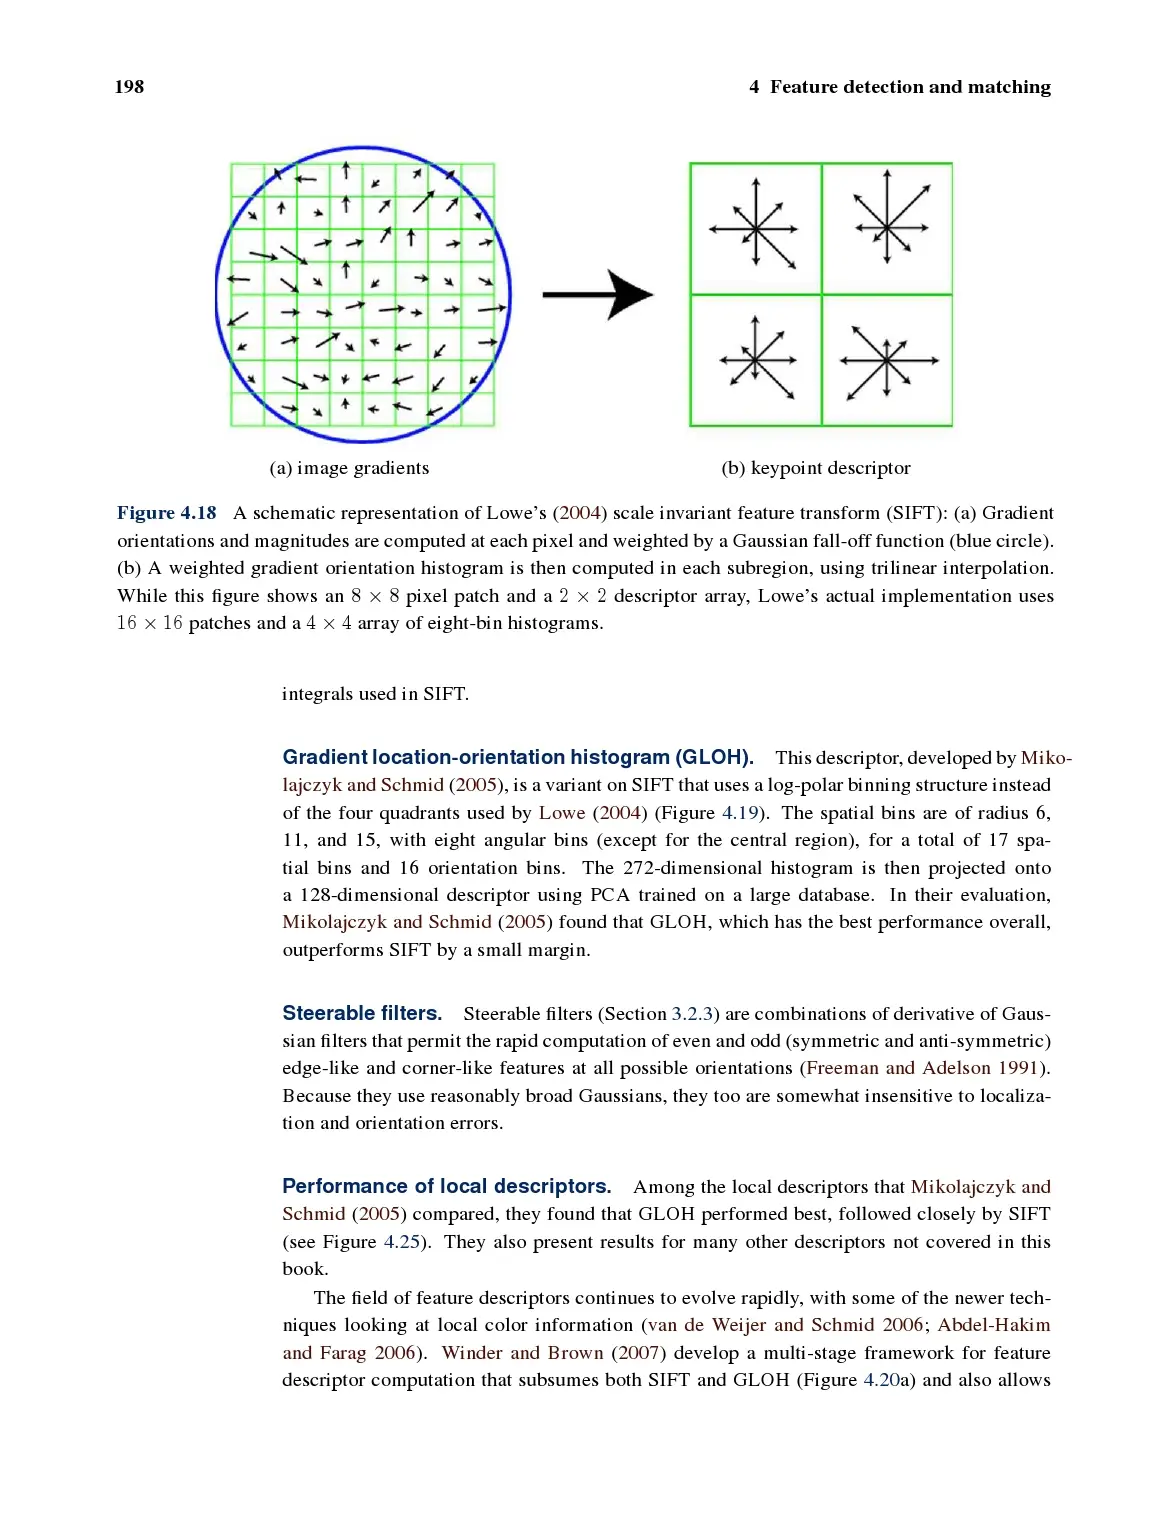 198
4 Feature detection and matching
(a) image gradients
(b) keypoint descriptor
Figure 4.18 A schematic representation of Lowe's (2004) scale invariant feature transform (SIFT): (a) Gradient
orientations and magnitudes are computed at each pixel and weighted by a Gaussian fall-off function (blue circle).
(b) A weighted gradient orientation histogram is then computed in each subregion, using trilinear interpolation.
While this figure shows an 8 × 8 pixel patch and a 2 × 2 descriptor array, Lowe's actual implementation uses
16 × 16 patches and a 4 × 4 array of eight-bin histograms.
integrals used in SIFT.
Gradient location-orientation histogram (GLOH). This descriptor, developed by Miko-
lajczyk and Schmid (2005), is a variant on SIFT that uses a log-polar binning structure instead
of the four quadrants used by Lowe (2004) (Figure 4.19). The spatial bins are of radius 6,
11, and 15, with eight angular bins (except for the central region), for a total of 17 spa-
tial bins and 16 orientation bins. The 272-dimensional histogram is then projected onto
a 128-dimensional descriptor using PCA trained on a large database. In their evaluation,
Mikolajczyk and Schmid (2005) found that GLOH, which has the best performance overall,
outperforms SIFT by a small margin.
Steerable filters. Steerable filters (Section 3.2.3) are combinations of derivative of Gaus-
sian filters that permit the rapid computation of even and odd (symmetric and anti-symmetric)
edge-like and corner-like features at all possible orientations (Freeman and Adelson 1991).
Because they use reasonably broad Gaussians, they too are somewhat insensitive to localiza-
tion and orientation errors.
Performance of local descriptors. Among the local descriptors that Mikolajczyk and
Schmid (2005) compared, they found that GLOH performed best, followed closely by SIFT
(see Figure 4.25). They also present results for many other descriptors not covered in this
book.
The field of feature descriptors continues to evolve rapidly, with some of the newer tech-
niques looking at local color information (van de Weijer and Schmid 2006; Abdel-Hakim
and Farag 2006). Winder and Brown (2007) develop a multi-stage framework for feature
descriptor computation that subsumes both SIFT and GLOH (Figure 4.20a) and also allows